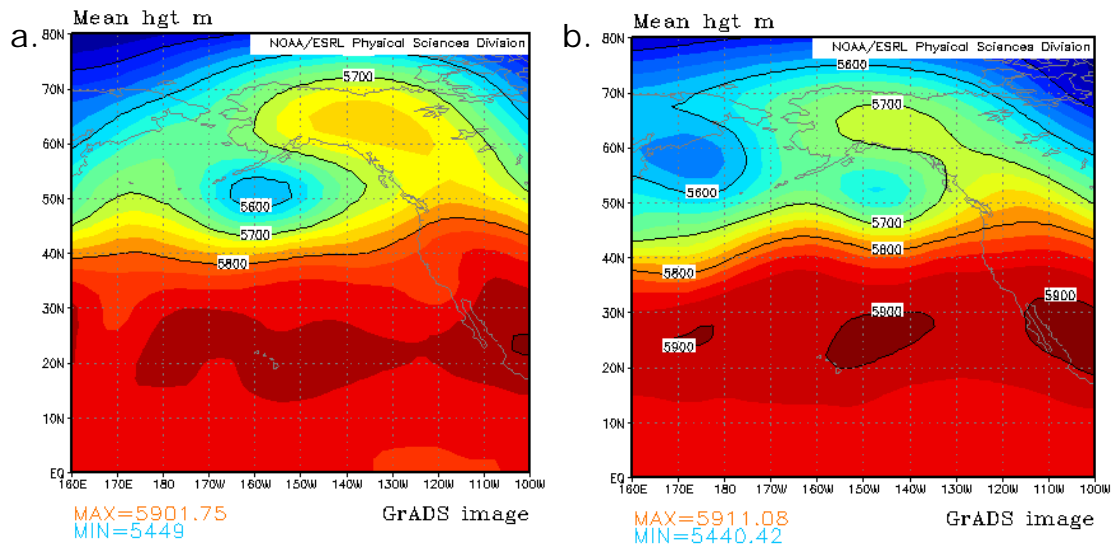 a.
Mean hgt m
NOAA/ESRL Physical Sciences Division
80N
70N
60N
50N
40N
30N
20N
10N
EQ
5700
5600
5700
5800
160E 170E 180 170W 160W 150W 140W 130W 120W 110W 100W
MAX=5901.75
MIN=5449
GrADS image
b.
Mean hgt m
NOAA/ESRL Physical Sciences Division
80N
70N
60N
50N
40N
30N
20N
10N
EQ
5600
5700
5600
5700
5800
5800
5900
5900
5900
160E 170E 180 170W 160W 150W 140W 130W 120W 110W 100W
MAX=5911.08
MIN=5440.42
GrADS image